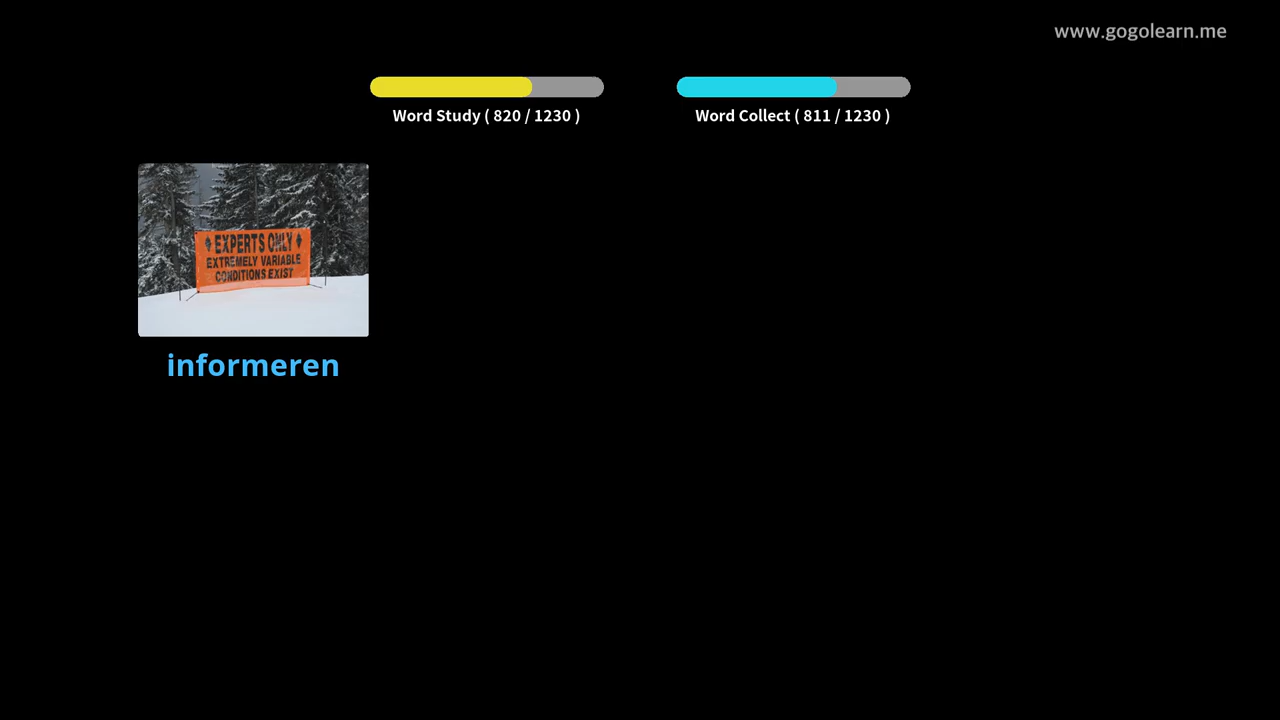 www.gogolearn.me
Word Study ( 820 / 1230 )
Word Collect ( 811 / 1230 )
EXPERTS ONLY
EXTREMELY VARIABLE
CONDITIONS EXIST
informeren